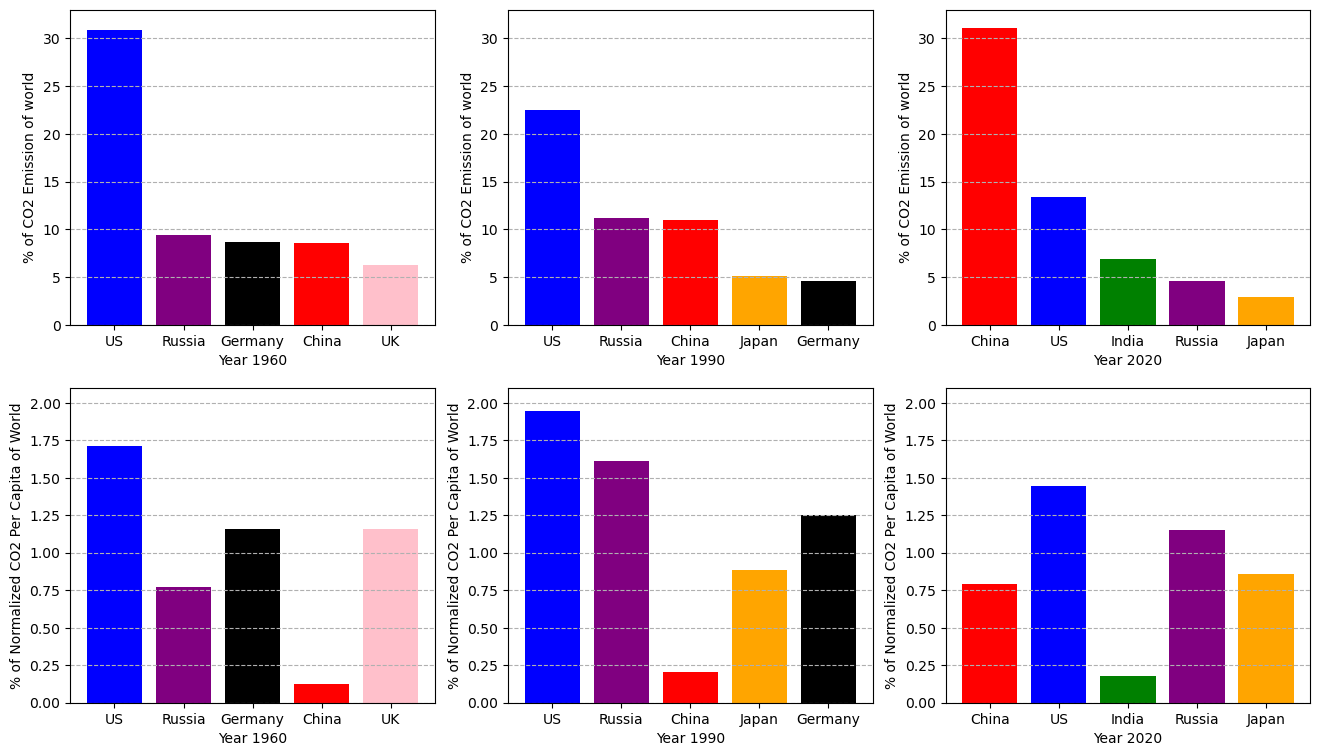 % of CO2 Emission of world
30
25
20
15
10
5
0
US Russia Germany China UK
Year 1960
% of CO2 Emission of world
30
25
20
15
10
5
0
US Russia China Japan Germany
Year 1990
% of CO2 Emission of world
30
25
20
15
10
5
0
China US India Russia Japan
Year 2020
% of Normalized CO2 Per Capita of World
2.00
1.75
1.50
1.25
1.00
0.75
0.50
0.25
0.00
US Russia Germany China UK
Year 1960
% of Normalized CO2 Per Capita of World
2.00
1.75
1.50
1.25
1.00
0.75
0.50
0.25
0.00
US Russia China Japan Germany
Year 1990
% of Normalized CO2 Per Capita of World
2.00
1.75
1.50
1.25
1.00
0.75
0.50
0.25
0.00
China US India Russia Japan
Year 2020